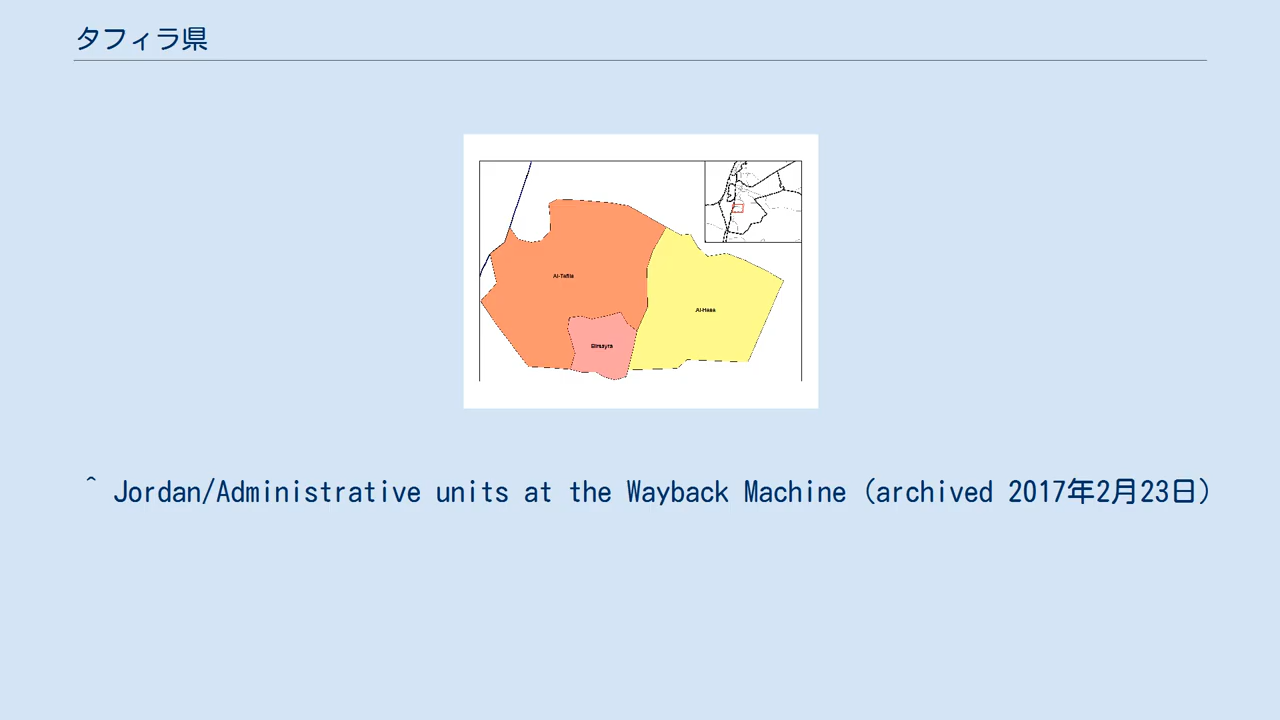 タフィラ県
Al-Tafila
Al-Hasa
Bsayra
^ Jordan/Administrative units at the Wayback Machine (archived 2017年2月23日)